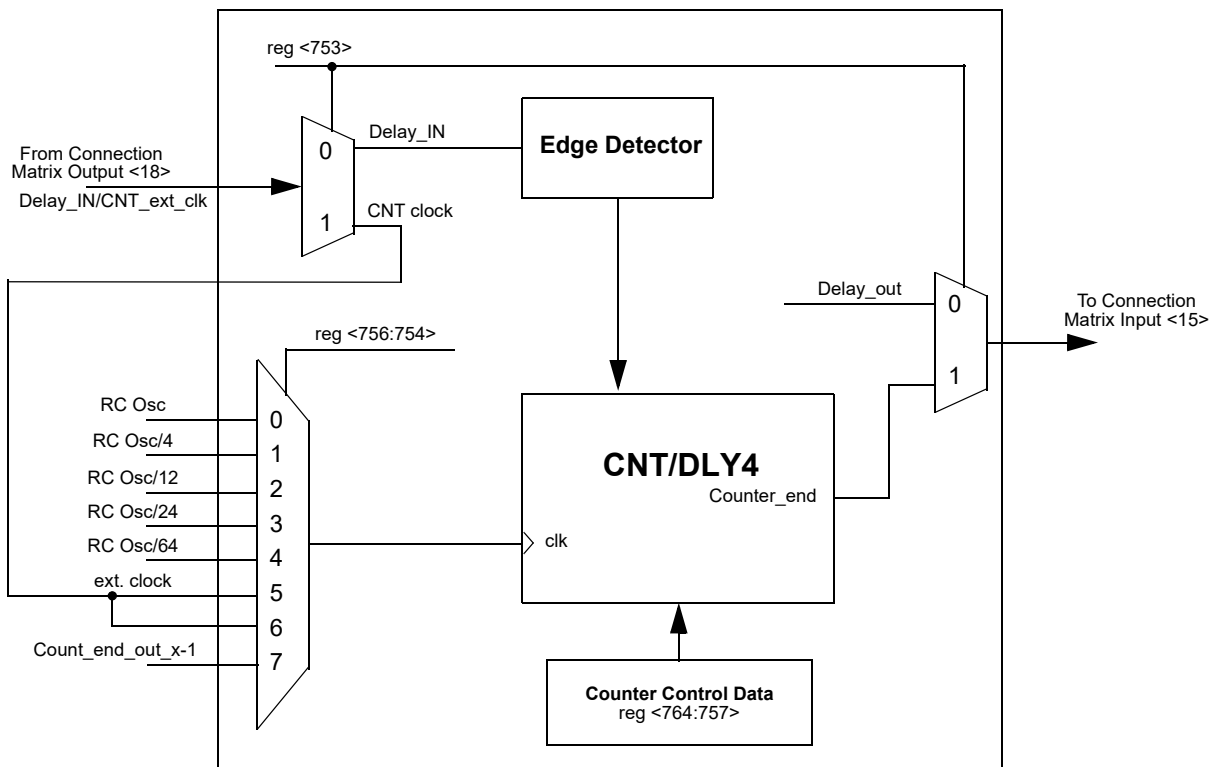 reg <753>
From Connection
Matrix Output <18>
Delay_IN/CNT_ext_clk
0
1
Delay_IN
CNT clock
Edge Detector
Delay_out
0
1
To Connection
Matrix Input <15>
reg <756:754>
RC Osc
RC Osc/4
RC Osc/12
RC Osc/24
RC Osc/64
ext. clock
Count_end_out_x-1
0
1
2
3
4
5
6
7
CNT/DLY4
Counter_end
clk
Counter Control Data
reg <764:757>